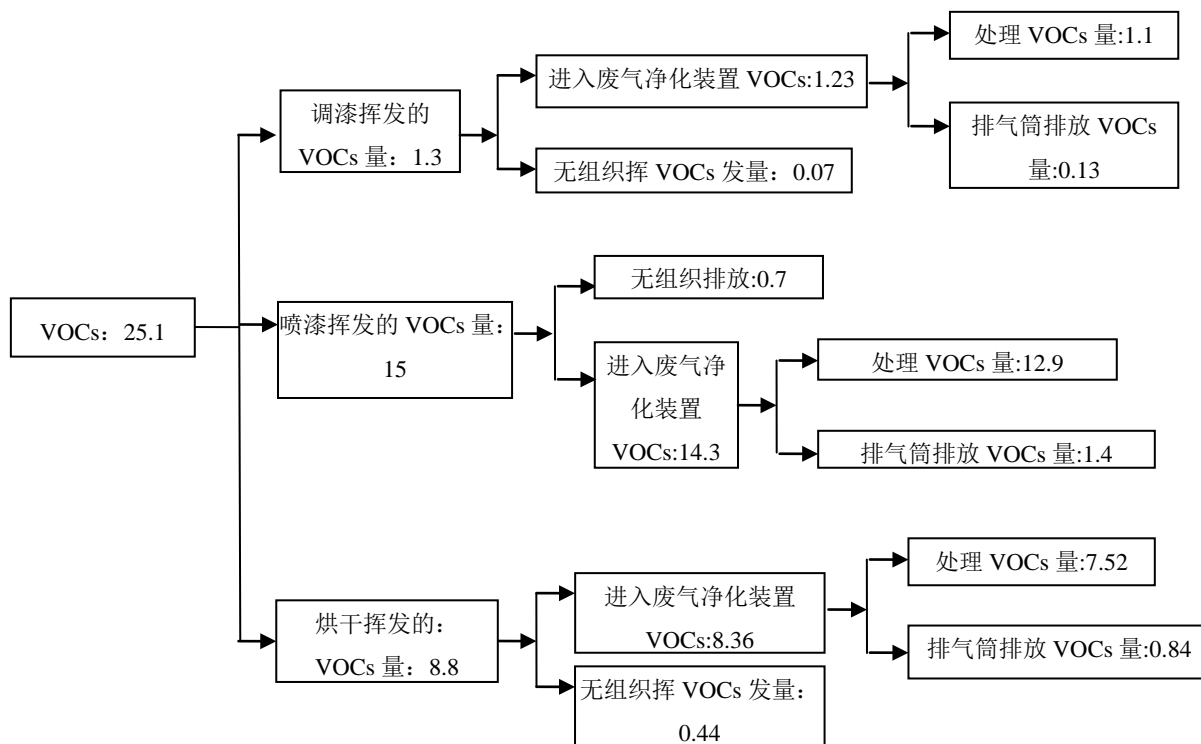 VOCs：25.1
调漆挥发的
VOCs 量：1.3
进入废气净化装置 VOCs:1.23
处理 VOCs 量:1.1
排气筒排放 VOCs
量:0.13
无组织挥 VOCs 发量：0.07
喷漆挥发的 VOCs 量：
15
无组织排放:0.7
进入废气净
化装置
VOCs:14.3
处理 VOCs 量:12.9
排气筒排放 VOCs 量:1.4
烘干挥发的：
VOCs 量：8.8
进入废气净化装置
VOCs:8.36
处理 VOCs 量:7.52
排气筒排放 VOCs 量:0.84
无组织挥 VOCs 发量：
0.44